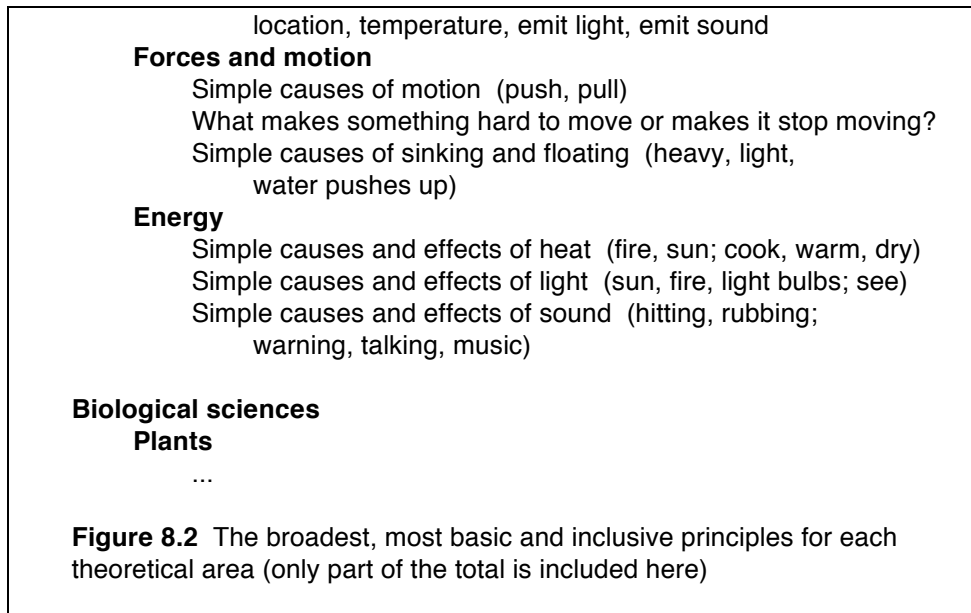 location, temperature, emit light, emit sound
Forces and motion
Simple causes of motion (push, pull)
What makes something hard to move or makes it stop moving?
Simple causes of sinking and floating (heavy, light,
water pushes up)
Energy
Simple causes and effects of heat (fire, sun; cook, warm, dry)
Simple causes and effects of light (sun, fire, light bulbs; see)
Simple causes and effects of sound (hitting, rubbing;
warning, talking, music)
Biological sciences
Plants
...
Figure 8.2 The broadest, most basic and inclusive principles for each
theoretical area (only part of the total is included here)